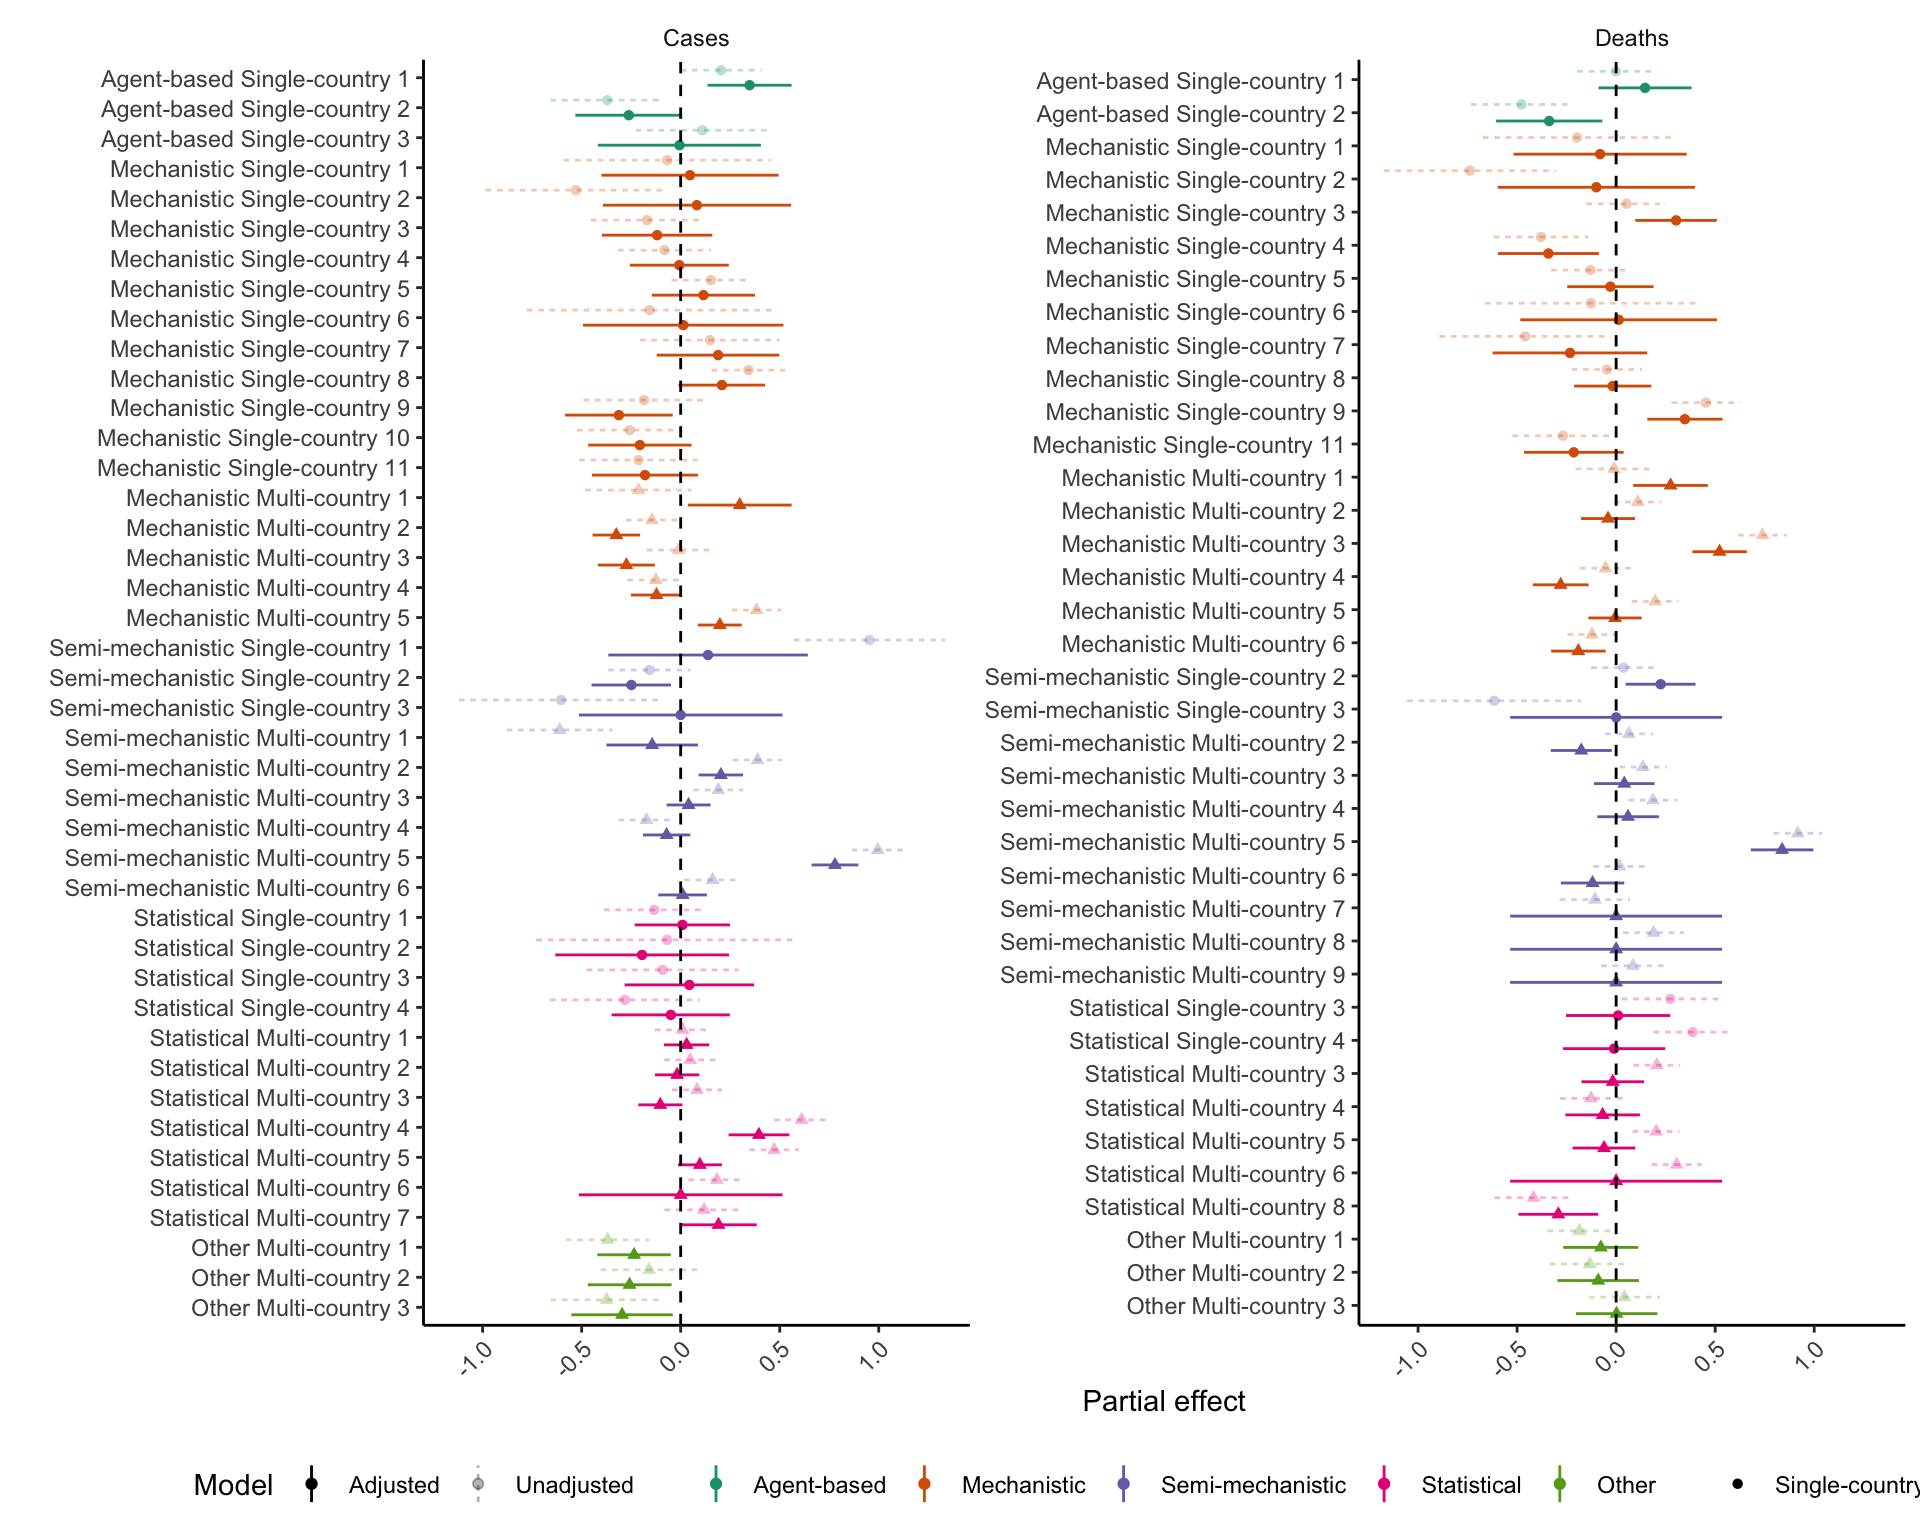 Cases
Agent-based Single-country 1
Agent-based Single-country 2
Agent-based Single-country 3
Mechanistic Single-country 1
Mechanistic Single-country 2
Mechanistic Single-country 3
Mechanistic Single-country 4
Mechanistic Single-country 5
Mechanistic Single-country 6
Mechanistic Single-country 7
Mechanistic Single-country 8
Mechanistic Single-country 9
Mechanistic Single-country 10
Mechanistic Single-country 11
Mechanistic Multi-country 1
Mechanistic Multi-country 2
Mechanistic Multi-country 3
Mechanistic Multi-country 4
Mechanistic Multi-country 5
Semi-mechanistic Single-country 1
Semi-mechanistic Single-country 2
Semi-mechanistic Single-country 3
Semi-mechanistic Multi-country 1
Semi-mechanistic Multi-country 2
Semi-mechanistic Multi-country 3
Semi-mechanistic Multi-country 4
Semi-mechanistic Multi-country 5
Semi-mechanistic Multi-country 6
Statistical Single-country 1
Statistical Single-country 2
Statistical Single-country 3
Statistical Single-country 4
Statistical Multi-country 1
Statistical Multi-country 2
Statistical Multi-country 3
Statistical Multi-country 4
Statistical Multi-country 5
Statistical Multi-country 6
Statistical Multi-country 7
Other Multi-country 1
Other Multi-country 2
Other Multi-country 3
-1.0 -0.5 0.0 0.5 1.0
Deaths
Agent-based Single-country 1
Agent-based Single-country 2
Mechanistic Single-country 1
Mechanistic Single-country 2
Mechanistic Single-country 3
Mechanistic Single-country 4
Mechanistic Single-country 5
Mechanistic Single-country 6
Mechanistic Single-country 7
Mechanistic Single-country 8
Mechanistic Single-country 9
Mechanistic Single-country 11
Mechanistic Multi-country 1
Mechanistic Multi-country 2
Mechanistic Multi-country 3
Mechanistic Multi-country 4
Mechanistic Multi-country 5
Mechanistic Multi-country 6
Semi-mechanistic Single-country 2
Semi-mechanistic Single-country 3
Semi-mechanistic Multi-country 2
Semi-mechanistic Multi-country 3
Semi-mechanistic Multi-country 4
Semi-mechanistic Multi-country 5
Semi-mechanistic Multi-country 6
Semi-mechanistic Multi-country 7
Semi-mechanistic Multi-country 8
Semi-mechanistic Multi-country 9
Statistical Single-country 3
Statistical Single-country 4
Statistical Multi-country 3
Statistical Multi-country 4
Statistical Multi-country 5
Statistical Multi-country 6
Statistical Multi-country 8
Other Multi-country 1
Other Multi-country 2
Other Multi-country 3
-1.0 -0.5 0.0 0.5 1.0
Partial effect
Model Adjusted Unadjusted Agent-based Mechanistic Semi-mechanistic Statistical Other Single-country